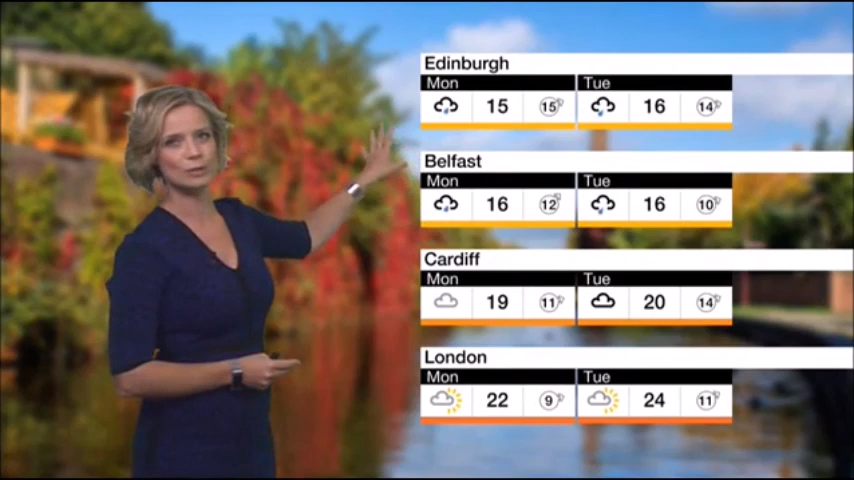 Edinburgh
Mon Tue
15 15 16 14
Belfast
Mon Tue
16 12 16 10
Cardiff
Mon Tue
19 11 20 14
London
Mon Tue
22 9 24 11